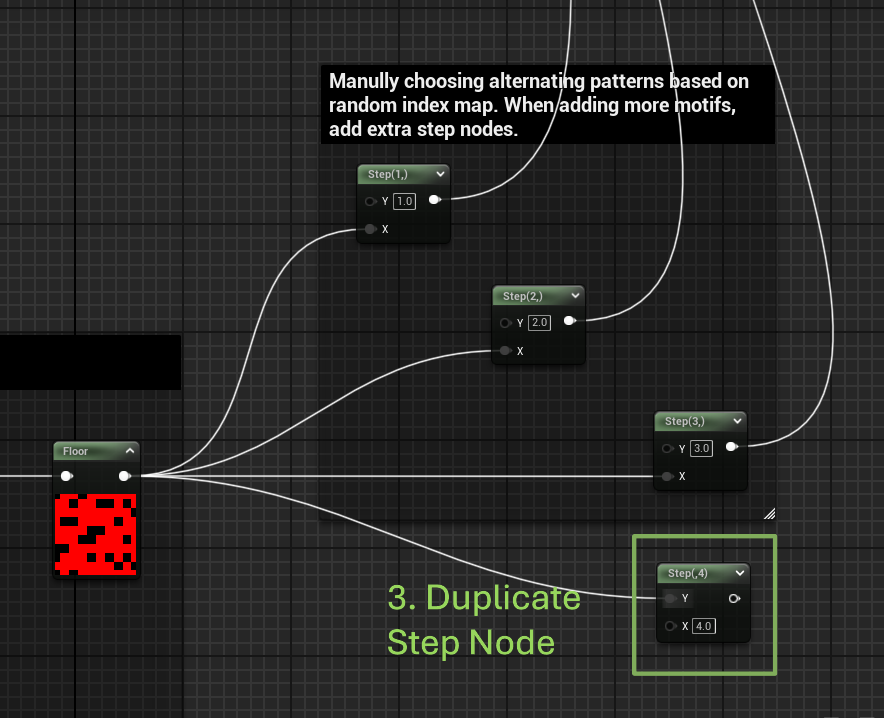 Manully choosing alternating patterns based on
random index map. When adding more motifs,
add extra step nodes.
Step(1,)
Y 1.0
X
Step(2,)
Y 2.0
X
Step(3,)
Y 3.0
X
Floor
Step(,4)
Y
X 4.0
3. Duplicate
Step Node